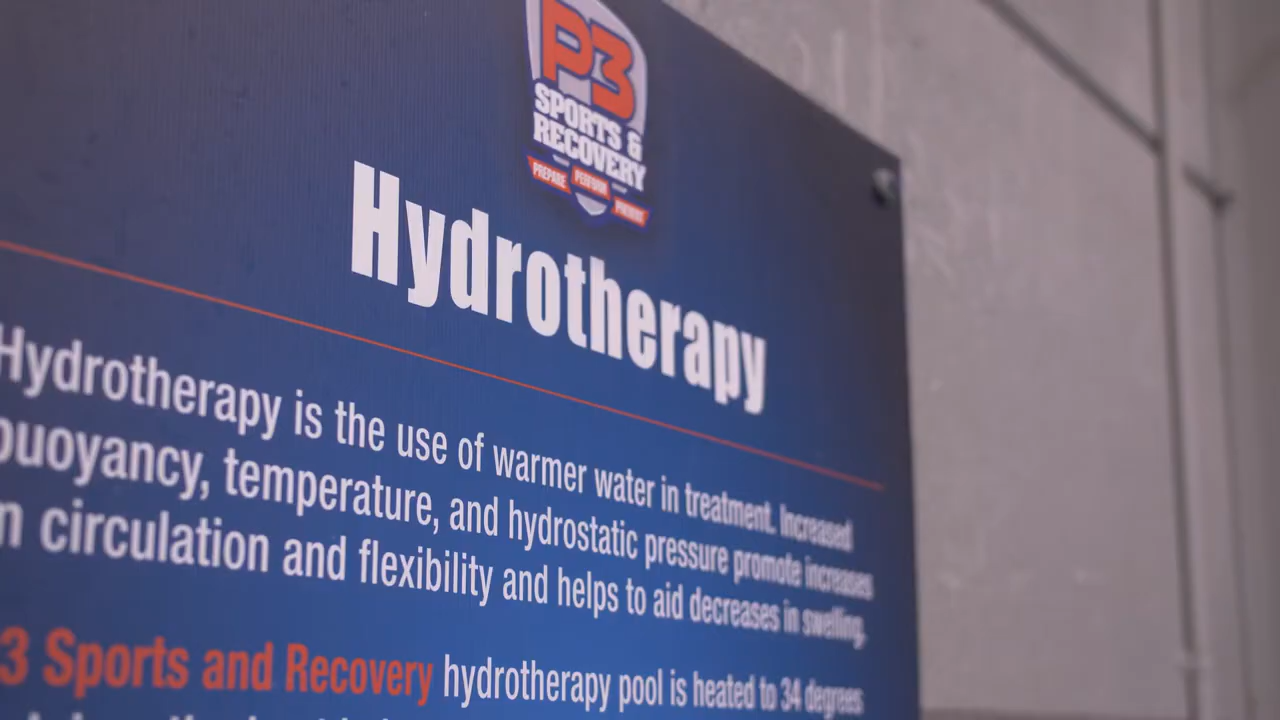 P3
SPORTS &
RECOVERY
PREPARE PERFORM PREVENT
Hydrotherapy
Hydrotherapy is the use of warmer water in treatment. Increased
buoyancy, temperature, and hydrostatic pressure promote increases
in circulation and flexibility and helps to aid decreases in swelling.
3 Sports and Recovery hydrotherapy pool is heated to 34 degrees